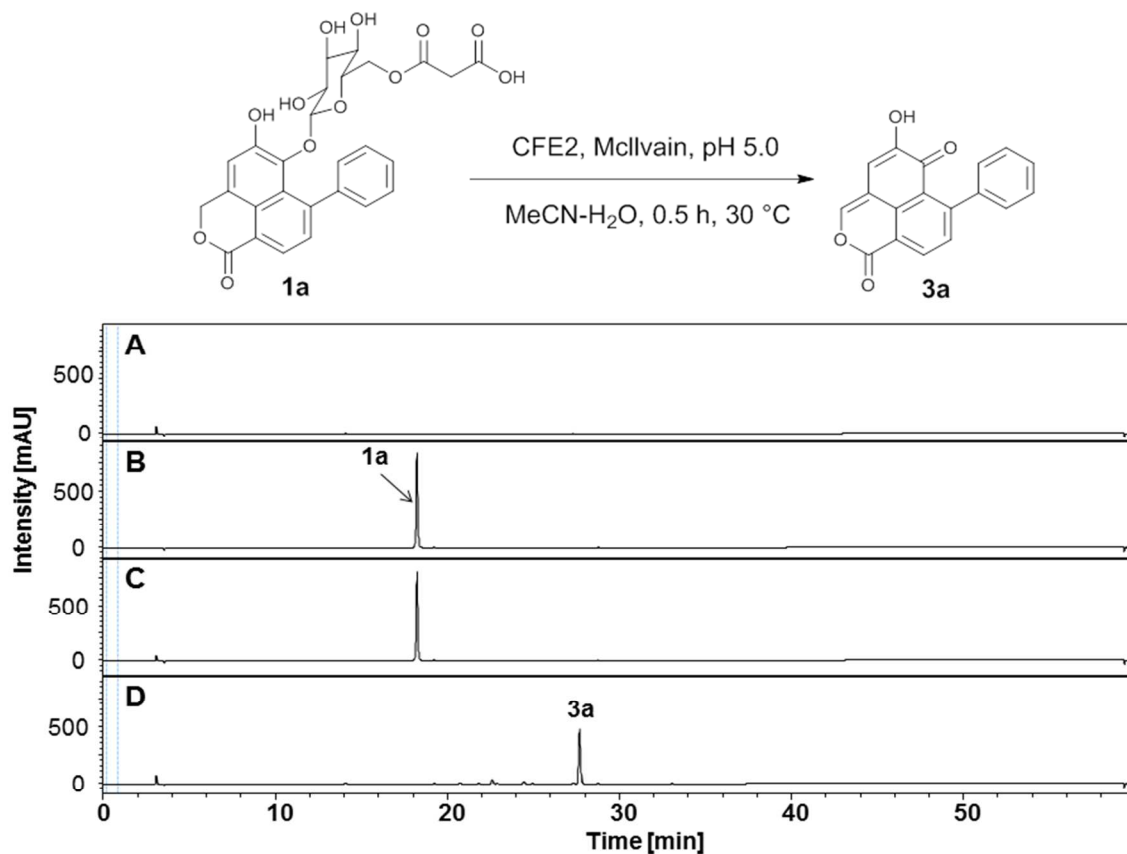 OH
OH
HO
O
O
OH
HO
O
O
OH
O
O
O
1a
CFE2, McIlvain, pH 5.0
MeCN-H₂O, 0.5 h, 30 °C
OH
O
O
O
3a
Intensity [mAU]
A
500
0
B
1a
500
0
C
500
0
D
3a
500
0
0 10 20 30 40 50
Time [min]